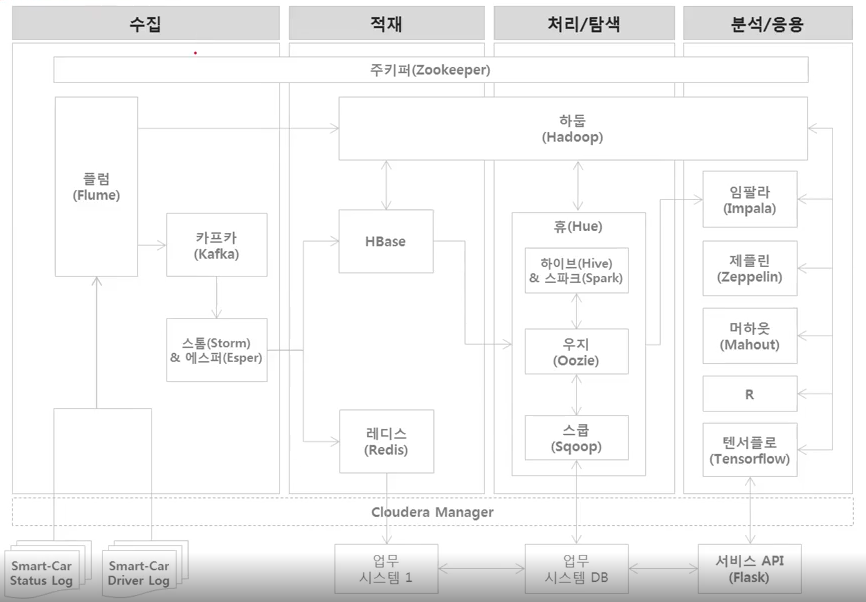 수집
적재
처리/탐색
분석/응용
주키퍼(Zookeeper)
플럼
(Flume)
하둡
(Hadoop)
카프카
(Kafka)
HBase
휴(Hue)
하이브(Hive)
& 스파크(Spark)
임팔라
(Impala)
제플린
(Zeppelin)
스톰(Storm)
& 에스퍼(Esper)
우지
(Oozie)
머하웃
(Mahout)
R
레디스
(Redis)
스쿱
(Sqoop)
텐서플로
(Tensorflow)
Cloudera Manager
Smart-Car
Status Log
Smart-Car
Driver Log
업무
시스템 1
업무
시스템 DB
서비스 API
(Flask)